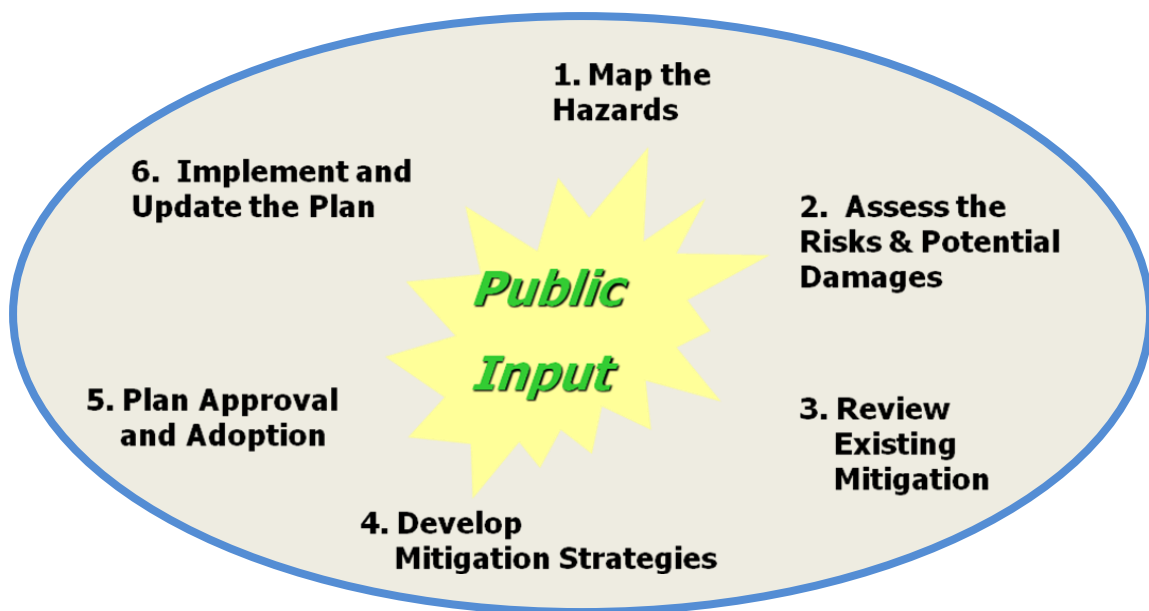 1. Map the
Hazards
2. Assess the
Risks & Potential
Damages
3. Review
Existing
Mitigation
4. Develop
Mitigation Strategies
5. Plan Approval
and Adoption
6. Implement and
Update the Plan
Public
Input